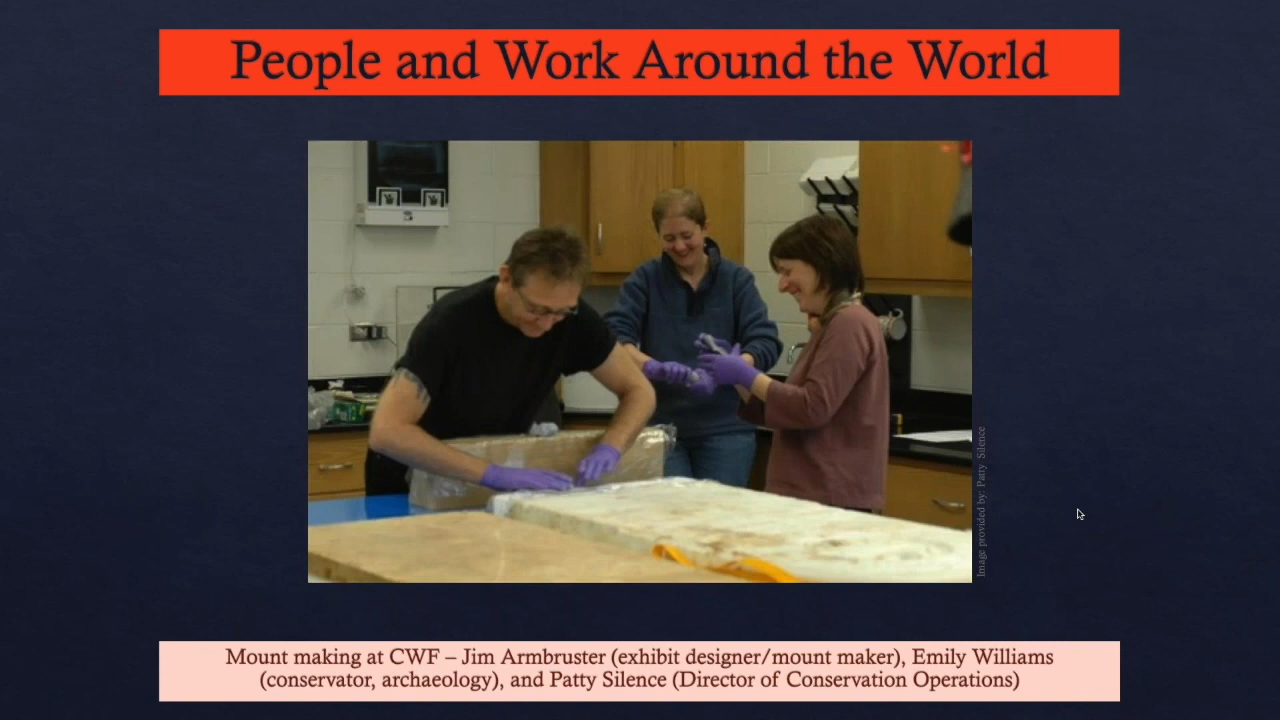 People and Work Around the World
Image provided by: Patty Silence
Mount making at CWF – Jim Armbruster (exhibit designer/mount maker), Emily Williams
(conservator, archaeology), and Patty Silence (Director of Conservation Operations)